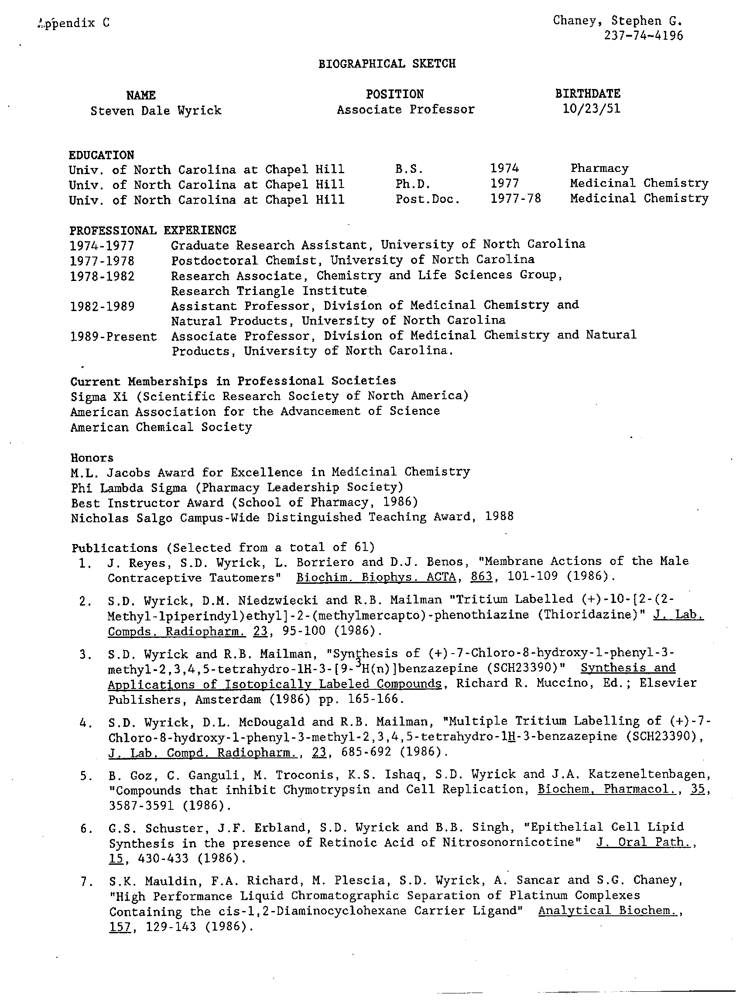 Appendix C
Chaney, Stephen G.
237-74-4196
BIOGRAPHICAL SKETCH
NAME POSITION BIRTHDATE
Steven Dale Wyrick Associate Professor 10/23/51
EDUCATION
Univ. of North Carolina at Chapel Hill B.S. 1974 Pharmacy
Univ. of North Carolina at Chapel Hill Ph.D. 1977 Medicinal Chemistry
Univ. of North Carolina at Chapel Hill Post.Doc. 1977-78 Medicinal Chemistry
PROFESSIONAL EXPERIENCE
1974-1977 Graduate Research Assistant, University of North Carolina
1977-1978 Postdoctoral Chemist, University of North Carolina
1978-1982 Research Associate, Chemistry and Life Sciences Group,
Research Triangle Institute
1982-1989 Assistant Professor, Division of Medicinal Chemistry and
Natural Products, University of North Carolina
1989-Present Associate Professor, Division of Medicinal Chemistry and Natural
Products, University of North Carolina.
Current Memberships in Professional Societies
Sigma Xi (Scientific Research Society of North America)
American Association for the Advancement of Science
American Chemical Society
Honors
M.L. Jacobs Award for Excellence in Medicinal Chemistry
Phi Lambda Sigma (Pharmacy Leadership Society)
Best Instructor Award (School of Pharmacy, 1986)
Nicholas Salgo Campus-Wide Distinguished Teaching Award, 1988
Publications (Selected from a total of 61)
1. J. Reyes, S.D. Wyrick, L. Borriero and D.J. Benos, "Membrane Actions of the Male
Contraceptive Tautomers" Biochim. Biophys. ACTA, 863, 101-109 (1986).
2. S.D. Wyrick, D.M. Niedzwiecki and R.B. Mailman "Tritium Labelled (+)-10-[2-(2-
Methyl-1piperindyl)ethyl]-2-(methylmercapto)-phenothiazine (Thioridazine)" J. Lab.
Compds. Radiopharm. 23, 95-100 (1986).
3. S.D. Wyrick and R.B. Mailman, "Synthesis of (+)-7-Chloro-8-hydroxy-1-phenyl-3-
methyl-2,3,4,5-tetrahydro-1H-3-[9-³H(n)]benzazepine (SCH23390)" Synthesis and
Applications of Isotopically Labeled Compounds, Richard R. Muccino, Ed.; Elsevier
Publishers, Amsterdam (1986) pp. 165-166.
4. S.D. Wyrick, D.L. McDougald and R.B. Mailman, "Multiple Tritium Labelling of (+)-7-
Chloro-8-hydroxy-1-phenyl-3-methyl-2,3,4,5-tetrahydro-1H-3-benzazepine (SCH23390),
J. Lab. Compd. Radiopharm., 23, 685-692 (1986).
5. B. Goz, C. Ganguli, M. Troconis, K.S. Ishaq, S.D. Wyrick and J.A. Katzeneltenbagen,
"Compounds that inhibit Chymotrypsin and Cell Replication, Biochem. Pharmacol., 35,
3587-3591 (1986).
6. G.S. Schuster, J.F. Erbland, S.D. Wyrick and B.B. Singh, "Epithelial Cell Lipid
Synthesis in the presence of Retinoic Acid of Nitrosonornicotine" J. Oral Path.,
15, 430-433 (1986).
7. S.K. Mauldin, F.A. Richard, M. Plescia, S.D. Wyrick, A. Sancar and S.G. Chaney,
"High Performance Liquid Chromatographic Separation of Platinum Complexes
Containing the cis-1,2-Diaminocyclohexane Carrier Ligand" Analytical Biochem.,
157, 129-143 (1986).